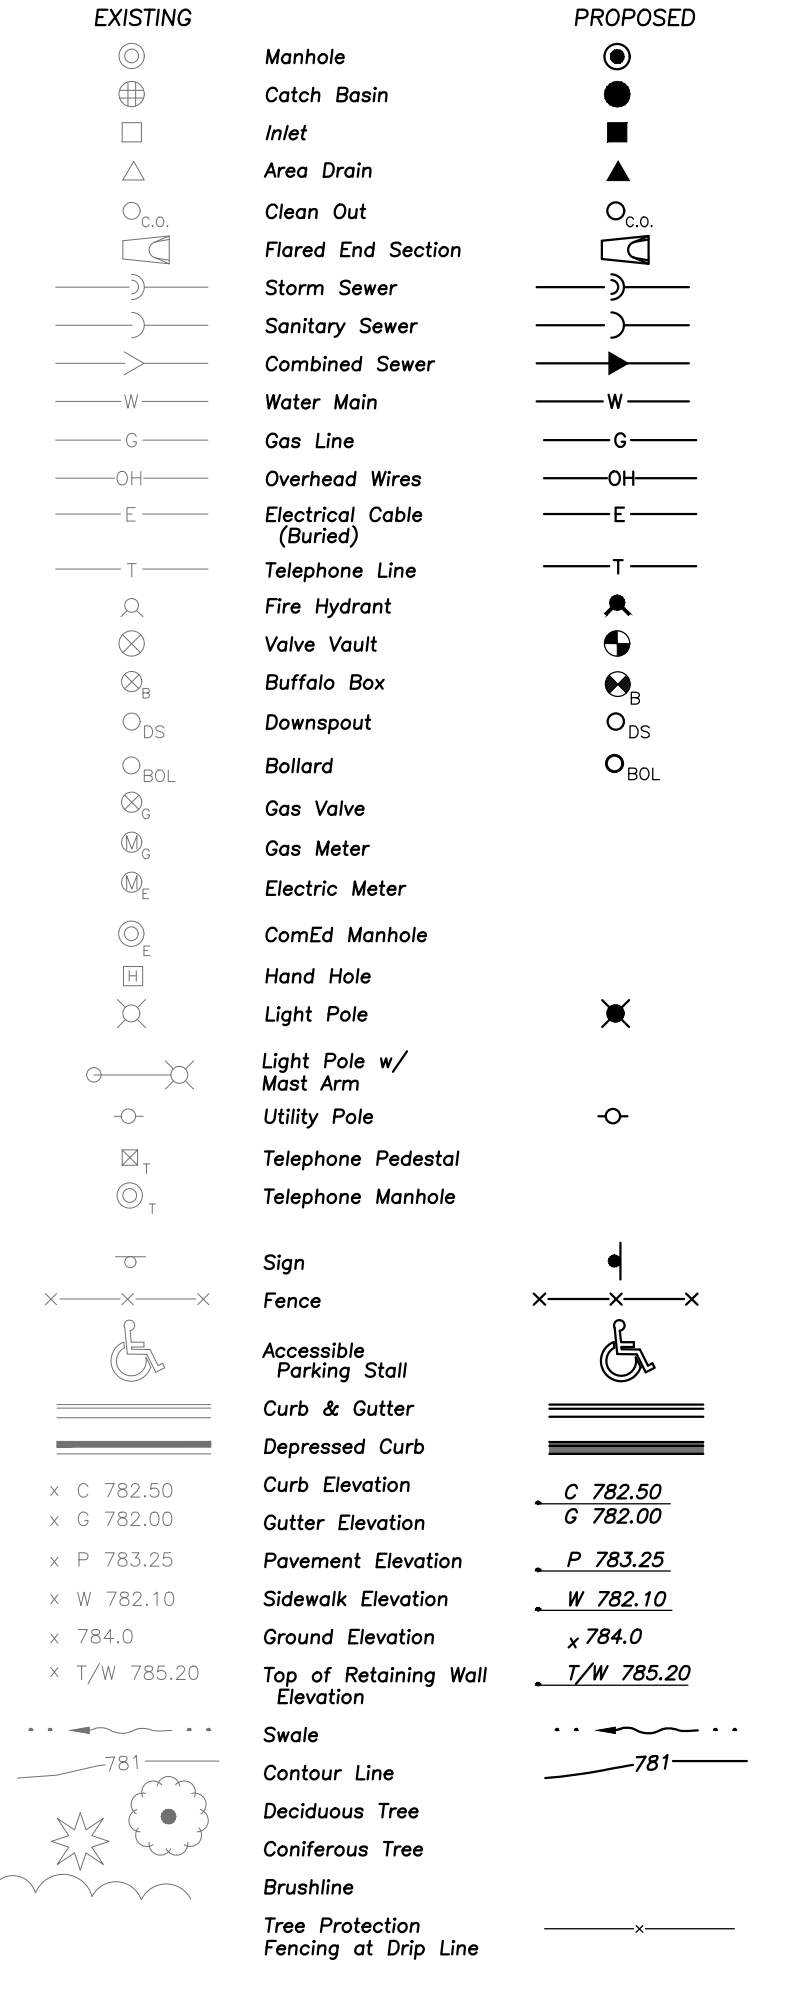 EXISTING PROPOSED
Manhole
Catch Basin
Inlet
Area Drain
C.O. Clean Out C.O.
Flared End Section
Storm Sewer
Sanitary Sewer
Combined Sewer
W Water Main W
G Gas Line G
OH Overhead Wires OH
E Electrical Cable E
(Buried)
T Telephone Line T
Fire Hydrant
Valve Vault
B Buffalo Box B
DS Downspout DS
BOL Bollard BOL
G Gas Valve
M G Gas Meter
M E Electric Meter
E ComEd Manhole
H Hand Hole
Light Pole
Light Pole w/
Mast Arm
Utility Pole
T Telephone Pedestal
T Telephone Manhole
Sign
Fence
Accessible
Parking Stall
Curb & Gutter
Depressed Curb
x C 782.50 Curb Elevation C 782.50
x G 782.00 Gutter Elevation G 782.00
x P 783.25 Pavement Elevation P 783.25
x W 782.10 Sidewalk Elevation W 782.10
x 784.0 Ground Elevation x 784.0
x T/W 785.20 Top of Retaining Wall T/W 785.20
Elevation
Swale
781 Contour Line 781
Deciduous Tree
Coniferous Tree
Brushline
Tree Protection
Fencing at Drip Line